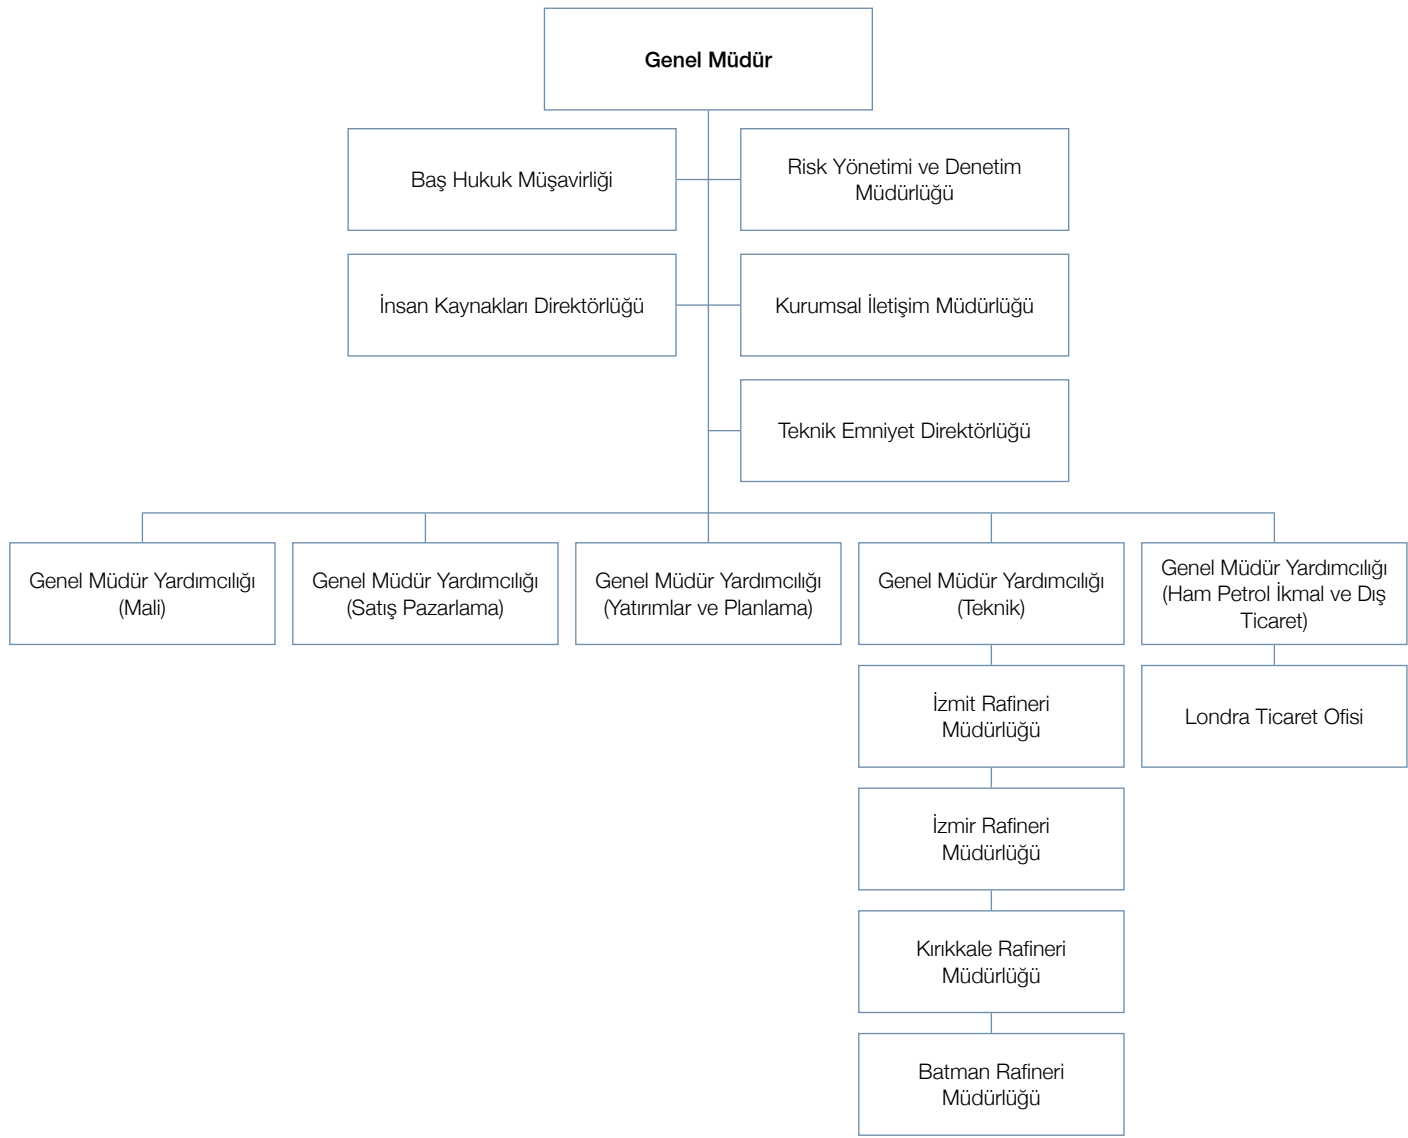 Genel Müdür
Baş Hukuk Müşavirliği
Risk Yönetimi ve Denetim
Müdürlüğü
İnsan Kaynakları Direktörlüğü
Kurumsal İletişim Müdürlüğü
Teknik Emniyet Direktörlüğü
Genel Müdür Yardımcılığı
(Mali)
Genel Müdür Yardımcılığı
(Satış Pazarlama)
Genel Müdür Yardımcılığı
(Yatırımlar ve Planlama)
Genel Müdür Yardımcılığı
(Teknik)
Genel Müdür Yardımcılığı
(Ham Petrol İkmal ve Dış
Ticaret)
İzmit Rafineri
Müdürlüğü
Londra Ticaret Ofisi
İzmir Rafineri
Müdürlüğü
Kırıkkale Rafineri
Müdürlüğü
Batman Rafineri
Müdürlüğü